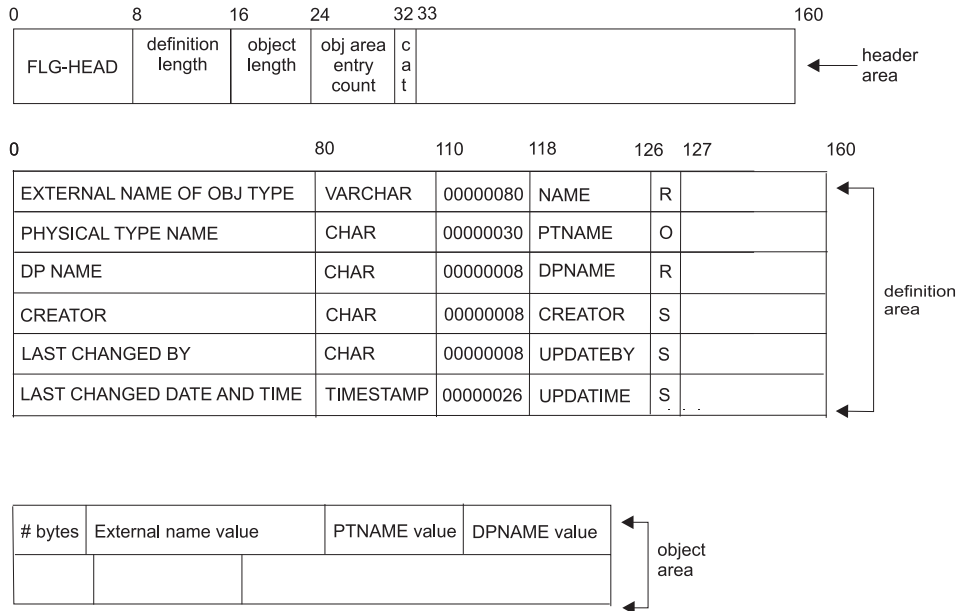 0 8 16 24 32 33 160
FLG-HEAD
definition
length
object
length
obj area
entry
count
c
a
t
header
area
0 80 110 118 126 127 160
EXTERNAL NAME OF OBJ TYPE VARCHAR 00000080 NAME R
PHYSICAL TYPE NAME CHAR 00000030 PTNAME O
DP NAME CHAR 00000008 DPNAME R
CREATOR CHAR 00000008 CREATOR S
LAST CHANGED BY CHAR 00000008 UPDATEBY S
LAST CHANGED DATE AND TIME TIMESTAMP 00000026 UPDATIME S
definition
area
# bytes External name value PTNAME value DPNAME value
object
area